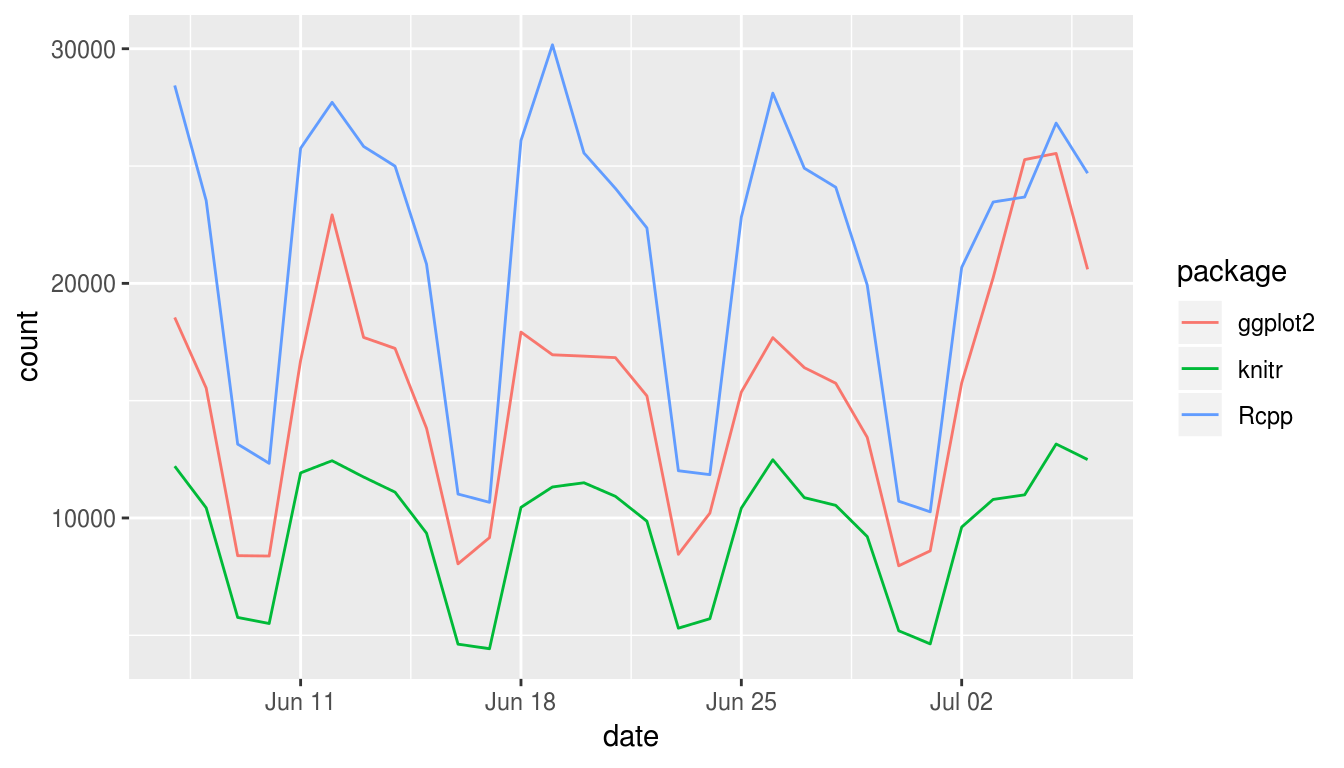 30000
20000
10000
count
Jun 11
Jun 18
Jun 25
Jul 02
date
package
ggplot2
knitr
Rcpp